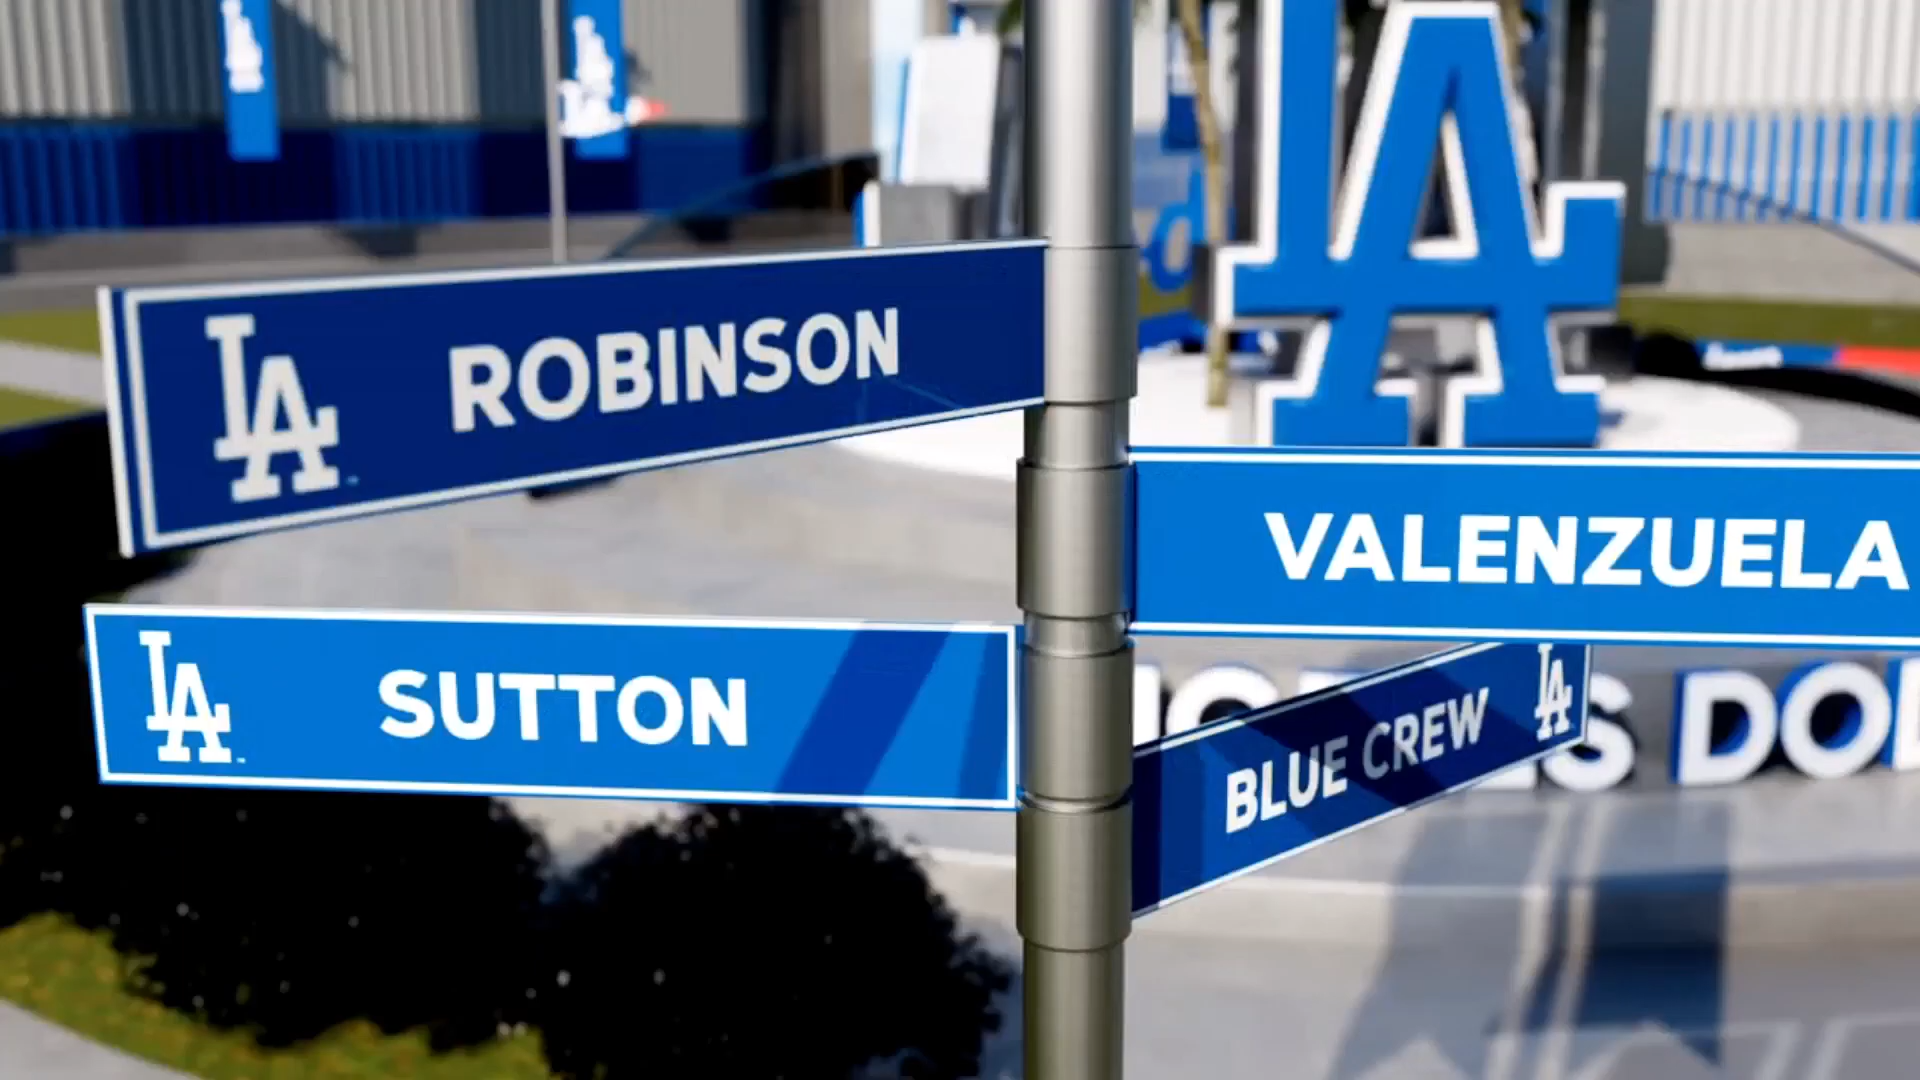 LA ROBINSON
VALENZUELA
LA SUTTON
BLUE CREW LA
LA